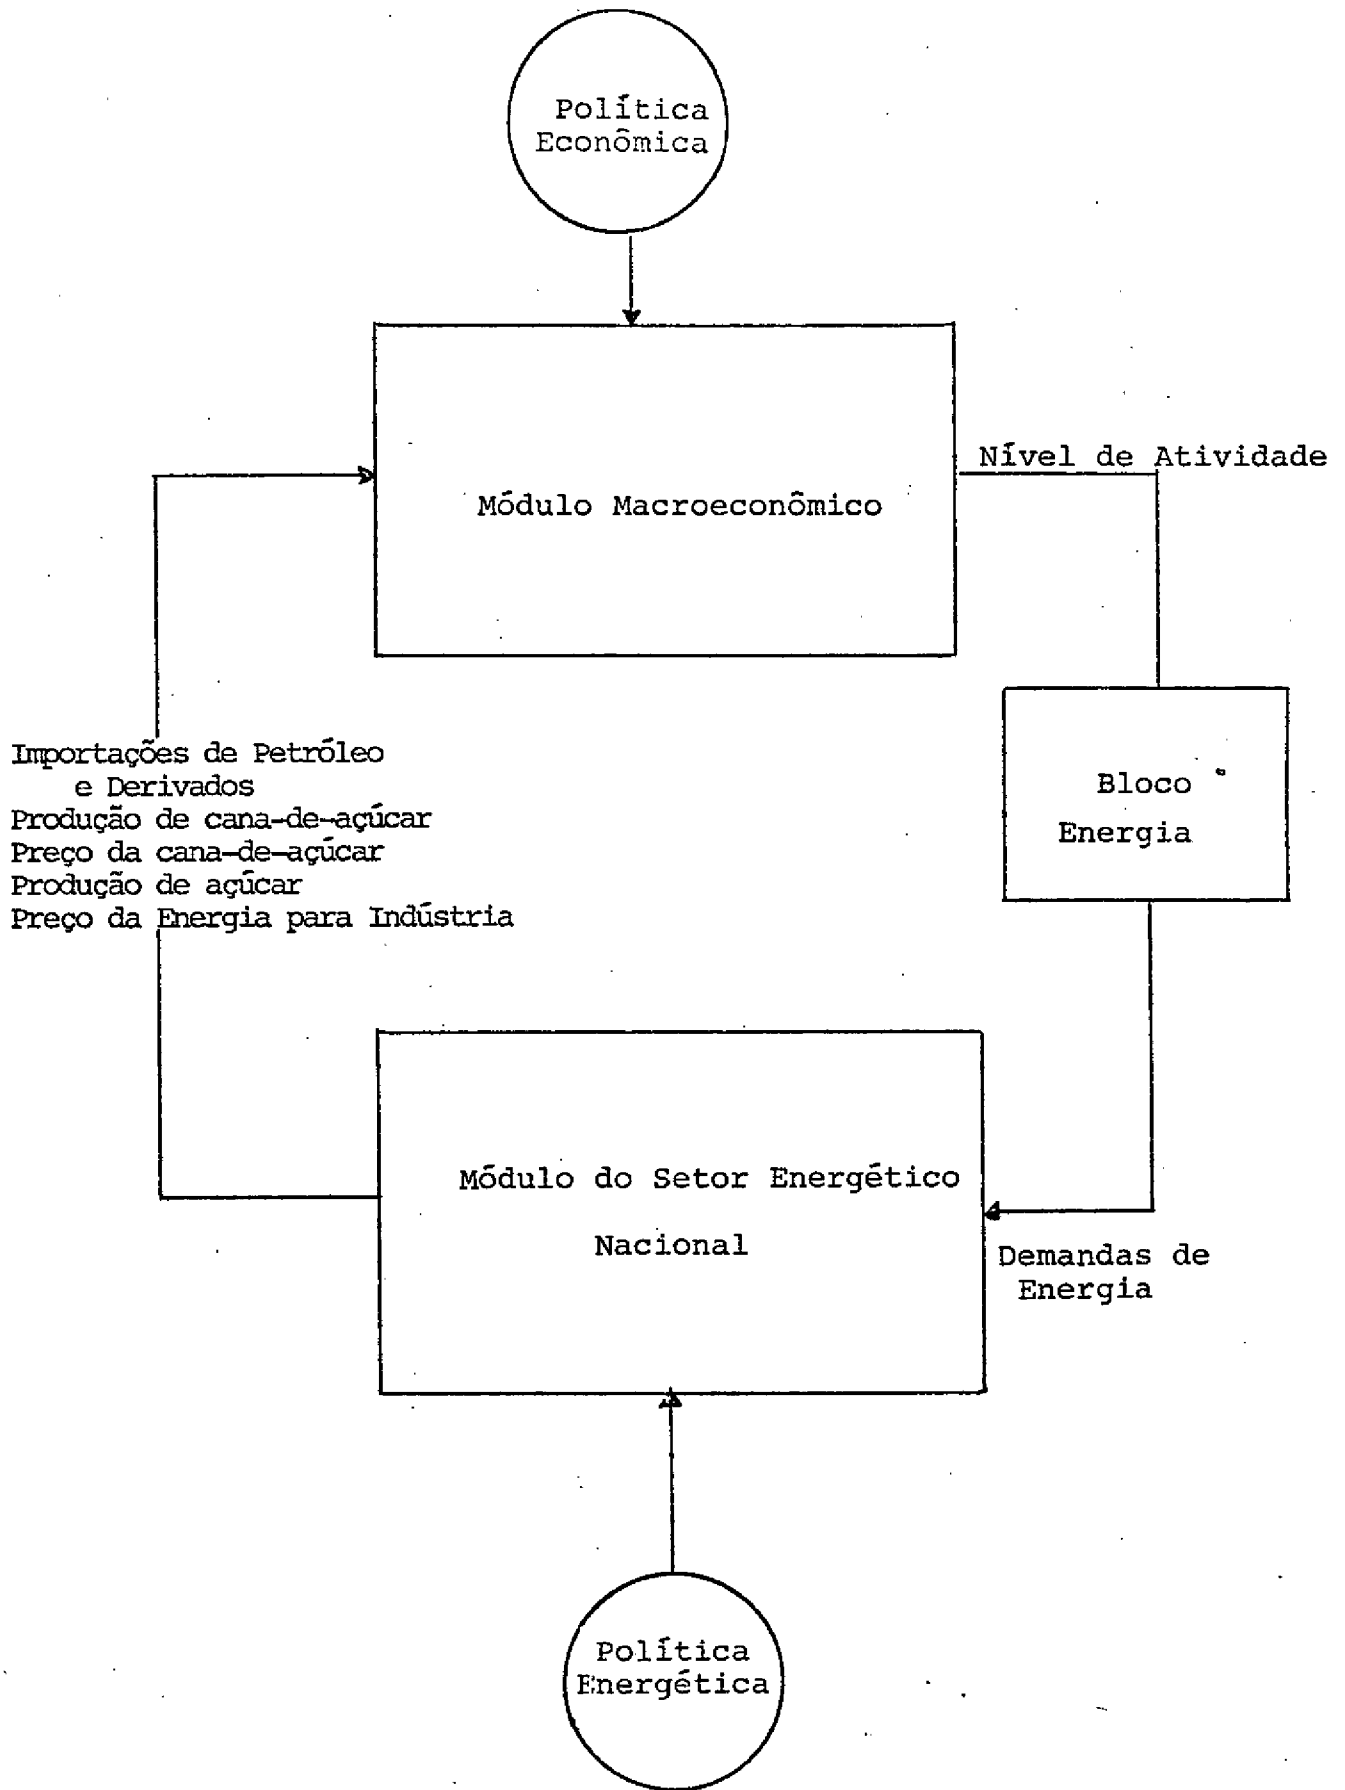 Política
Econômica
Nível de Atividade
Módulo Macroeconômico
Importações de Petróleo
e Derivados
Produção de cana-de-açúcar
Preço da cana-de-açúcar
Produção de açúcar
Preço da Energia para Indústria
Bloco
Energia
Módulo do Setor Energético
Nacional
Demandas de
Energia
Política
Energética